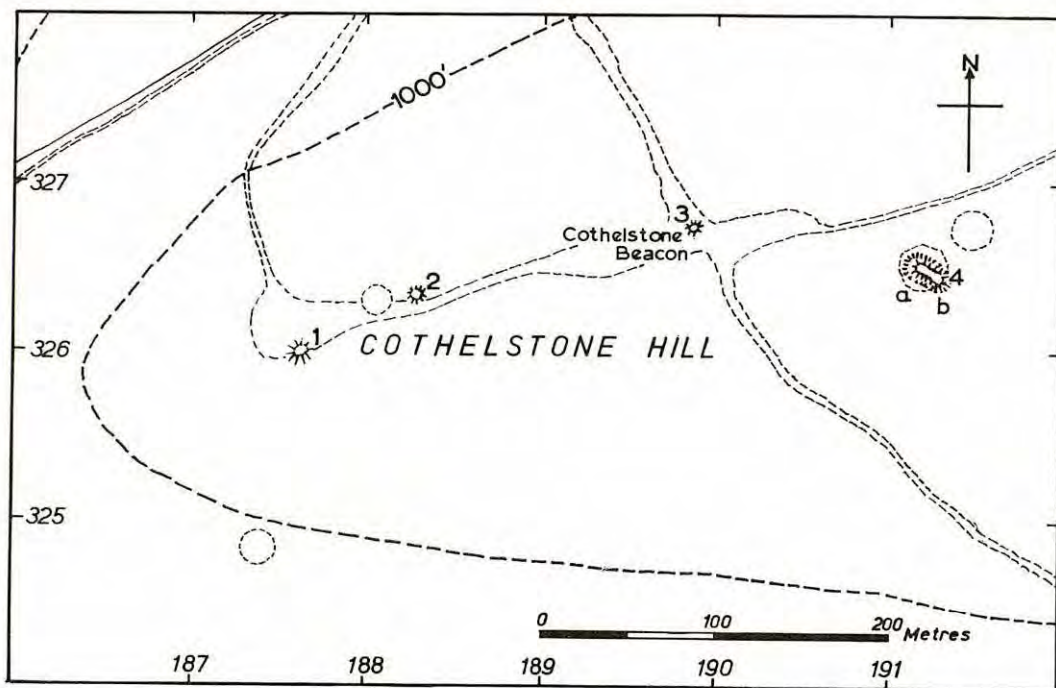 1000'
N
327
3
Cothelstone
Beacon
2
4
a
b
1
326
COTHELSTONE HILL
325
0
100
200 Metres
187
188
189
190
191